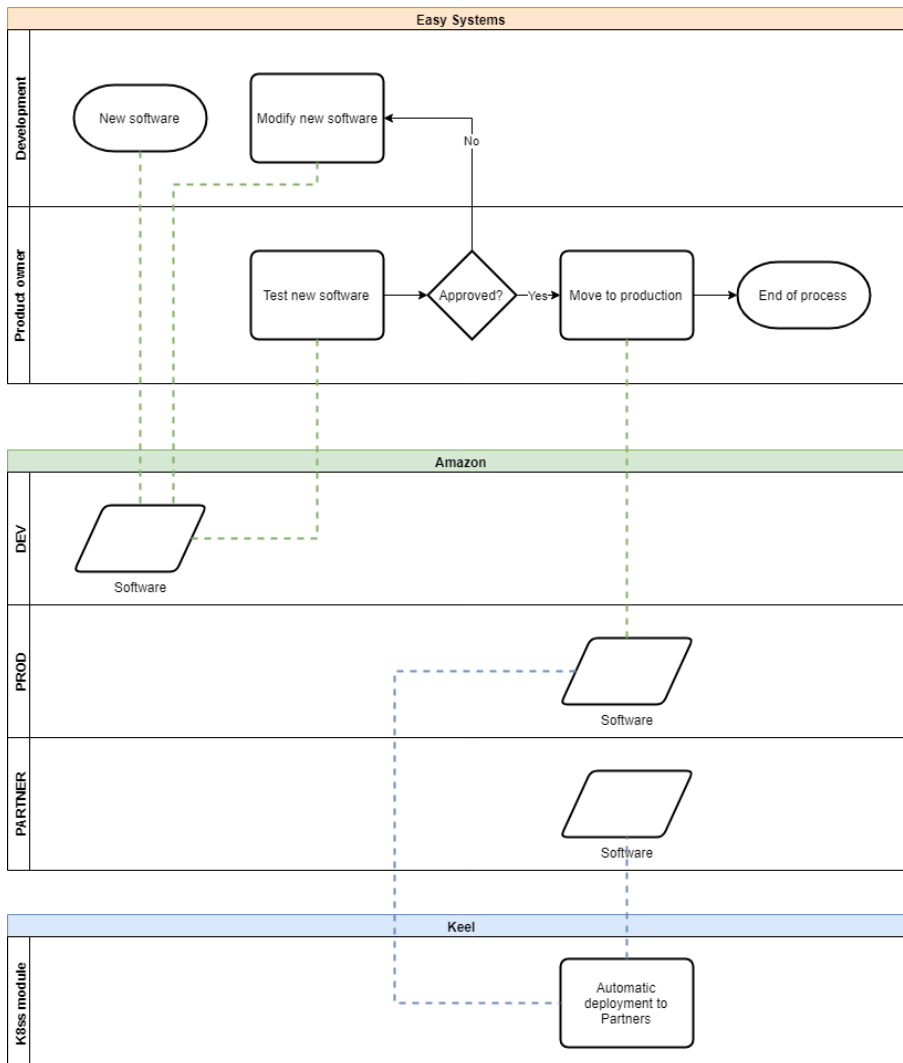 Easy Systems
Development
New software
Modify new software
No
Product owner
Test new software
Approved?
Yes
Move to production
End of process
Amazon
DEV
Software
PROD
Software
PARTNER
Software
Keel
K8ss module
Automatic
deployment to
Partners